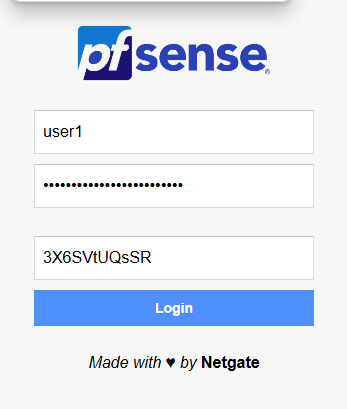 pfsense®
user1
•••••••••••••••••••••••••
3X6SVtUQsSR
Login
Made with ♥ by Netgate